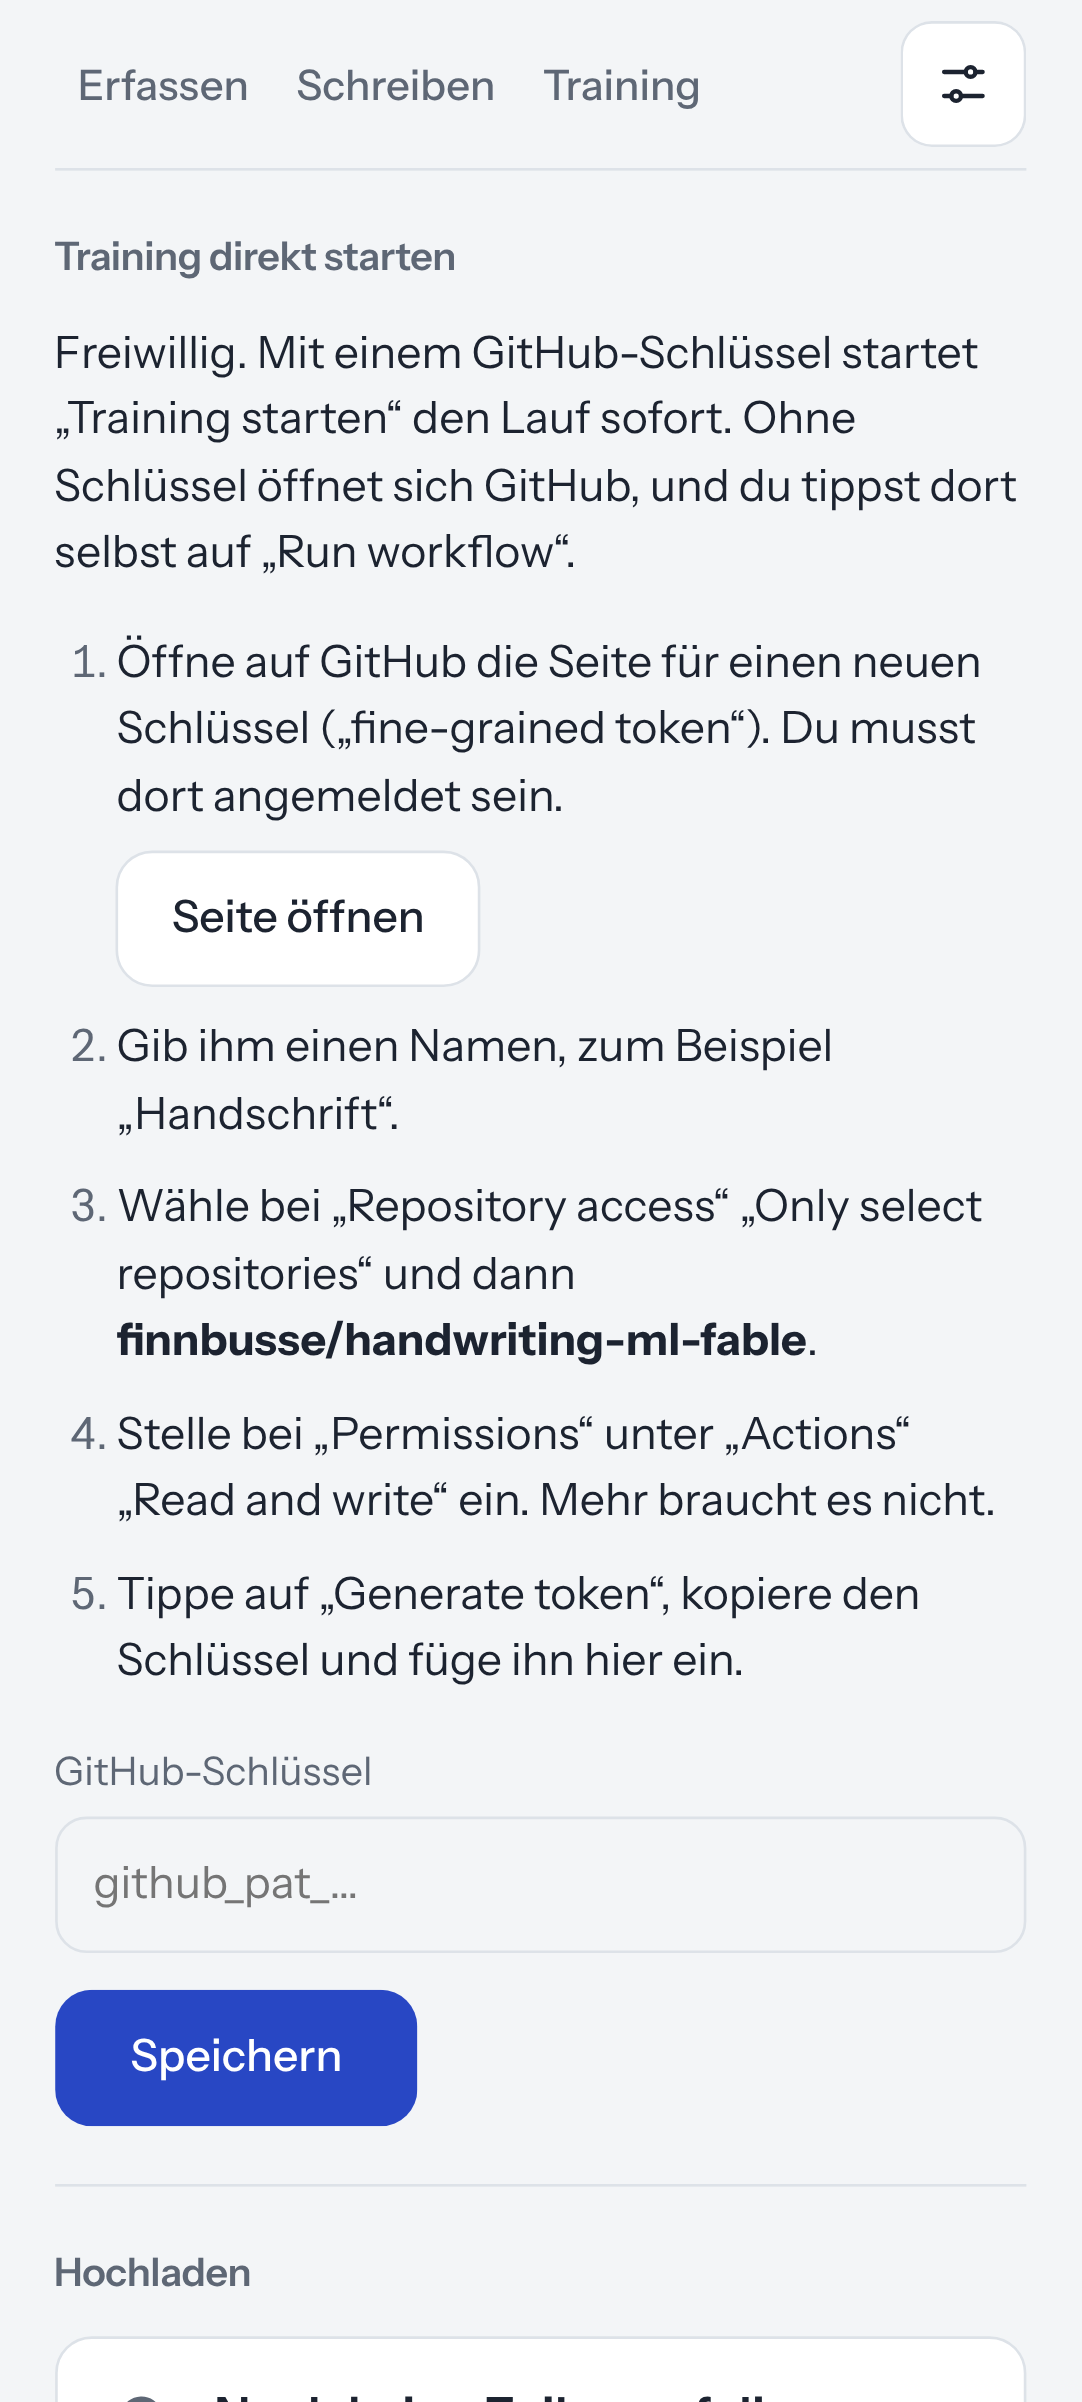 Erfassen Schreiben Training
Training direkt starten
Freiwillig. Mit einem GitHub-Schlüssel startet
„Training starten“ den Lauf sofort. Ohne
Schlüssel öffnet sich GitHub, und du tippst dort
selbst auf „Run workflow“.
1. Öffne auf GitHub die Seite für einen neuen
Schlüssel („fine-grained token“). Du musst
dort angemeldet sein.
Seite öffnen
2. Gib ihm einen Namen, zum Beispiel
„Handschrift“.
3. Wähle bei „Repository access“ „Only select
repositories“ und dann
finnbusse/handwriting-ml-fable.
4. Stelle bei „Permissions“ unter „Actions“
„Read and write“ ein. Mehr braucht es nicht.
5. Tippe auf „Generate token“, kopiere den
Schlüssel und füge ihn hier ein.
GitHub-Schlüssel
github_pat_…
Speichern
Hochladen